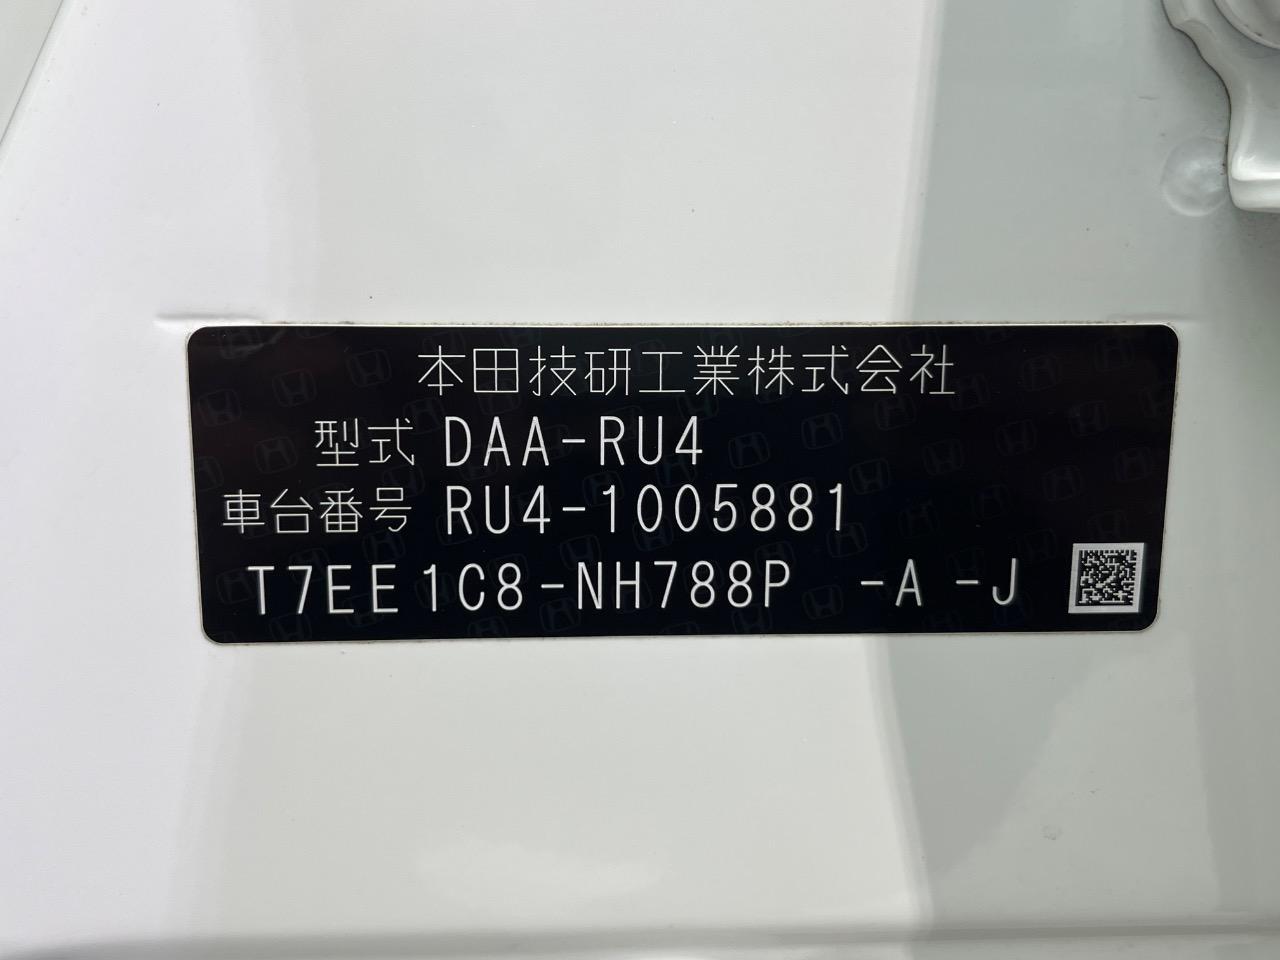 本田技研工業株式会社
型式 DAA-RU4
車台番号 RU4-1005881
T7EE1C8-NH788P -A -J